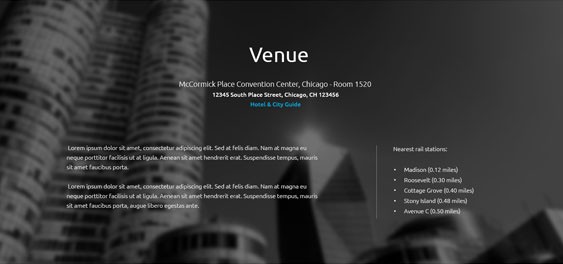 Venue
McCormick Place Convention Center, Chicago - Room 1520
12345 South Place Street, Chicago, CH 123456
Hotel & City Guide
Lorem ipsum dolor sit amet, consectetur adipiscing elit. Sed at felis diam. Nam at magna eu
neque porttitor facilisis ut at ligula. Aenean sit amet hendrerit erat. Suspendisse tempus, mauris
sit amet faucibus porta.
Lorem ipsum dolor sit amet, consectetur adipiscing elit. Sed at felis diam. Nam at magna eu
neque porttitor facilisis ut at ligula. Aenean sit amet hendrerit erat. Suspendisse tempus, mauris
sit amet faucibus porta, augue libero egestas ante.
Nearest rail stations:
• Madison (0.12 miles)
• Roosevelt (0.30 miles)
• Cottage Grove (0.40 miles)
• Stony Island (0.48 miles)
• Avenue C (0.50 miles)